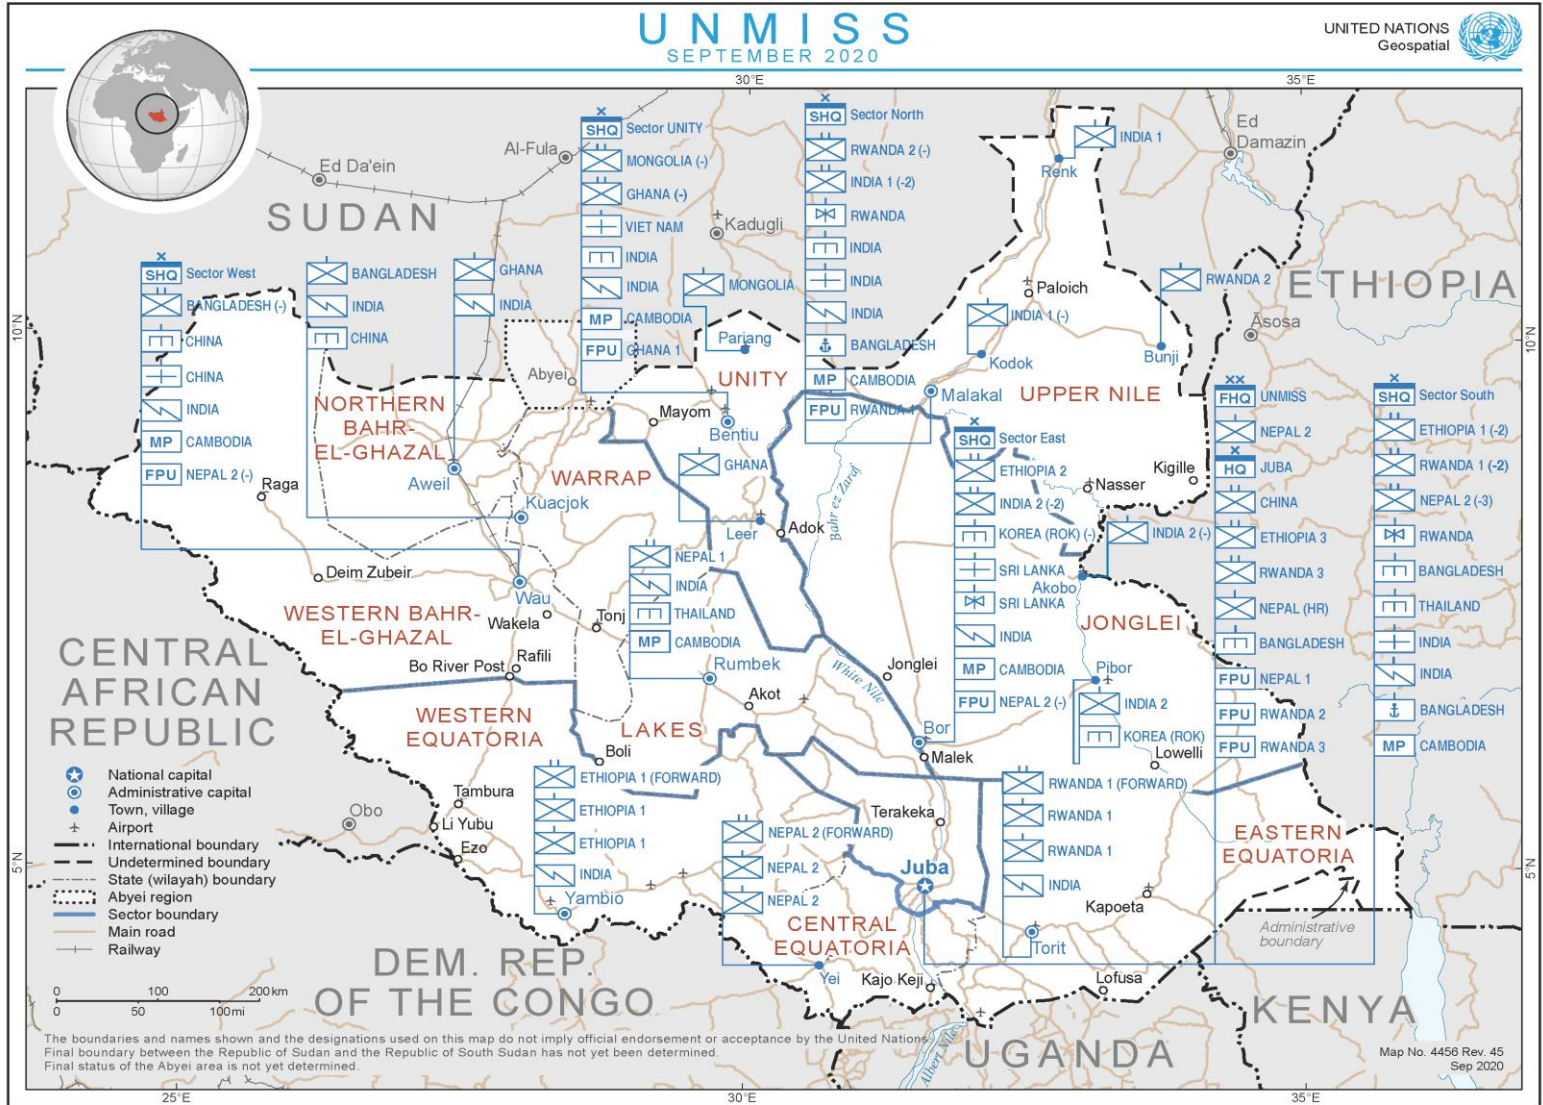 UNMISS
SEPTEMBER 2020
UNITED NATIONS
Geospatial
30°E
35°E
10°N
5°N
10°N
5°N
25°E
30°E
35°E
SUDAN
ETHIOPIA
CENTRAL
AFRICAN
REPUBLIC
DEM. REP.
OF THE CONGO
UGANDA
KENYA
Ed Da'ein
Al-Fula
Kadugli
Ed
Damazin
Asosa
Obo
Abyei
SHQ Sector West
BANGLADESH (-)
CHINA
CHINA
INDIA
MP CAMBODIA
FPU NEPAL 2 (-)
BANGLADESH
INDIA
CHINA
GHANA
INDIA
SHQ Sector UNITY
MONGOLIA (-)
GHANA (-)
VIET NAM
INDIA
INDIA
MP CAMBODIA
FPU GHANA 1
MONGOLIA
Pariang
SHQ Sector North
RWANDA 2 (-)
INDIA 1 (-2)
RWANDA
INDIA
INDIA
INDIA
BANGLADESH
MP CAMBODIA
FPU RWANDA 1
INDIA 1
Renk
Paloich
INDIA 1 (-)
Kodok
RWANDA 2
Bunji
Malakal
UPPER NILE
UNITY
NORTHERN
BAHR-
EL-GHAZAL
WARRAP
Mayom
Bentiu
GHANA
Leer
Adok
Bahr ez Zaraf
Aweil
Kuacjok
Raga
Deim Zubeir
Wau
WESTERN BAHR-
EL-GHAZAL
Wakela
Tonj
Rafili
Bo River Post
NEPAL 1
INDIA
THAILAND
MP CAMBODIA
Rumbek
Akot
LAKES
WESTERN
EQUATORIA
Boli
SHQ Sector East
ETHIOPIA 2
INDIA 2 (-2)
KOREA (ROK) (-)
SRI LANKA
SRI LANKA
INDIA
MP CAMBODIA
FPU NEPAL 2 (-)
Nasser
Kigille
INDIA 2 (-)
Akobo
JONGLEI
Pibor
INDIA 2
KOREA (ROK)
Lowelli
Jonglei
White Nile
Bor
Malek
XX
FHQ UNMISS
NEPAL 2
HQ JUBA
CHINA
ETHIOPIA 3
RWANDA 3
NEPAL (HR)
BANGLADESH
FPU NEPAL 1
FPU RWANDA 2
FPU RWANDA 3
SHQ Sector South
ETHIOPIA 1 (-2)
RWANDA 1 (-2)
NEPAL 2 (-3)
RWANDA
BANGLADESH
THAILAND
INDIA
INDIA
BANGLADESH
MP CAMBODIA
Tambura
Li Yubu
Ezo
ETHIOPIA 1 (FORWARD)
ETHIOPIA 1
ETHIOPIA 1
INDIA
Yambio
NEPAL 2 (FORWARD)
NEPAL 2
NEPAL 2
CENTRAL
EQUATORIA
Yei
Terakeka
Juba
Kajo Keji
RWANDA 1 (FORWARD)
RWANDA 1
RWANDA 1
INDIA
Torit
Kapoeta
Lofusa
EASTERN
EQUATORIA
Administrative
boundary
Albert Nile
National capital
Administrative capital
Town, village
Airport
International boundary
Undetermined boundary
State (wilayah) boundary
Abyei region
Sector boundary
Main road
Railway
0 100 200 km
0 50 100 mi
The boundaries and names shown and the designations used on this map do not imply official endorsement or acceptance by the United Nations.
Final boundary between the Republic of Sudan and the Republic of South Sudan has not yet been determined.
Final status of the Abyei area is not yet determined.
Map No. 4456 Rev. 45
Sep 2020